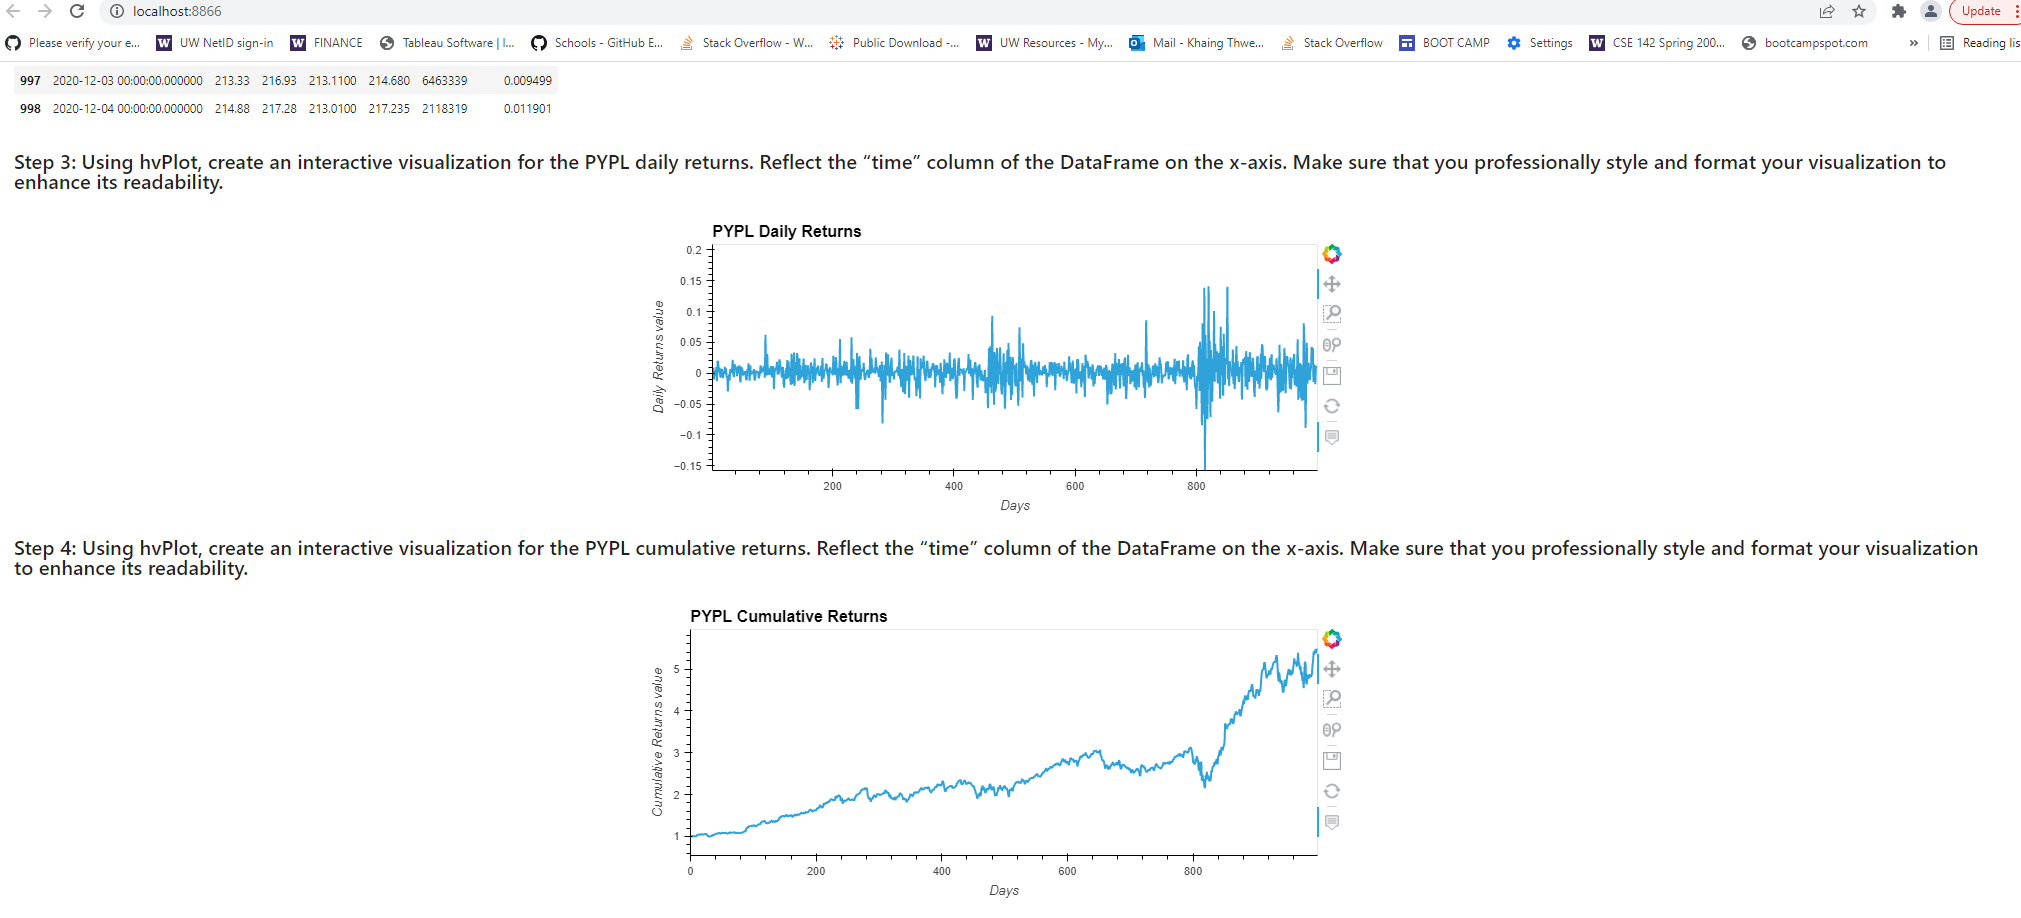 localhost:8866
Update
Please verify your e...
UW NetID sign-in
FINANCE
Tableau Software | I...
Schools - GitHub E...
Stack Overflow - W...
Public Download -...
UW Resources - My...
Mail - Khaing Thwe...
Stack Overflow
BOOT CAMP
Settings
CSE 142 Spring 200...
bootcampspot.com
»
Reading lis
997 2020-12-03 00:00:00.000000 213.33 216.93 213.1100 214.680 6463339 0.009499
998 2020-12-04 00:00:00.000000 214.88 217.28 213.0100 217.235 2118319 0.011901
Step 3: Using hvPlot, create an interactive visualization for the PYPL daily returns. Reflect the “time” column of the DataFrame on the x-axis. Make sure that you professionally style and format your visualization to
enhance its readability.
PYPL Daily Returns
0.2
0.15
0.1
0.05
0
−0.05
−0.1
−0.15
Daily Returns value
200 400 600 800
Days
Step 4: Using hvPlot, create an interactive visualization for the PYPL cumulative returns. Reflect the “time” column of the DataFrame on the x-axis. Make sure that you professionally style and format your visualization
to enhance its readability.
PYPL Cumulative Returns
5
4
3
2
1
Cumulative Returns value
0 200 400 600 800
Days